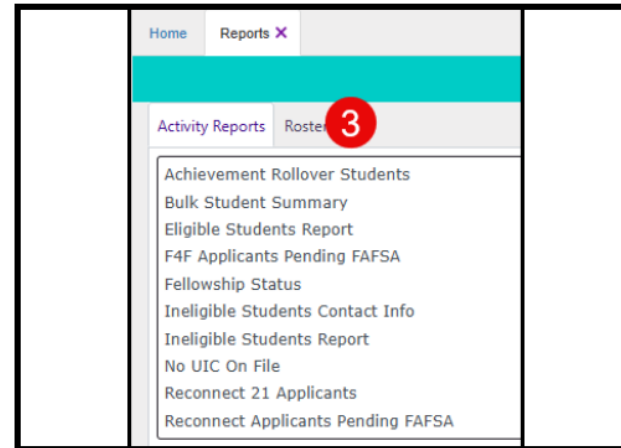 Home Reports X
Activity Reports Roster 3
Achievement Rollover Students
Bulk Student Summary
Eligible Students Report
F4F Applicants Pending FAFSA
Fellowship Status
Ineligible Students Contact Info
Ineligible Students Report
No UIC On File
Reconnect 21 Applicants
Reconnect Applicants Pending FAFSA